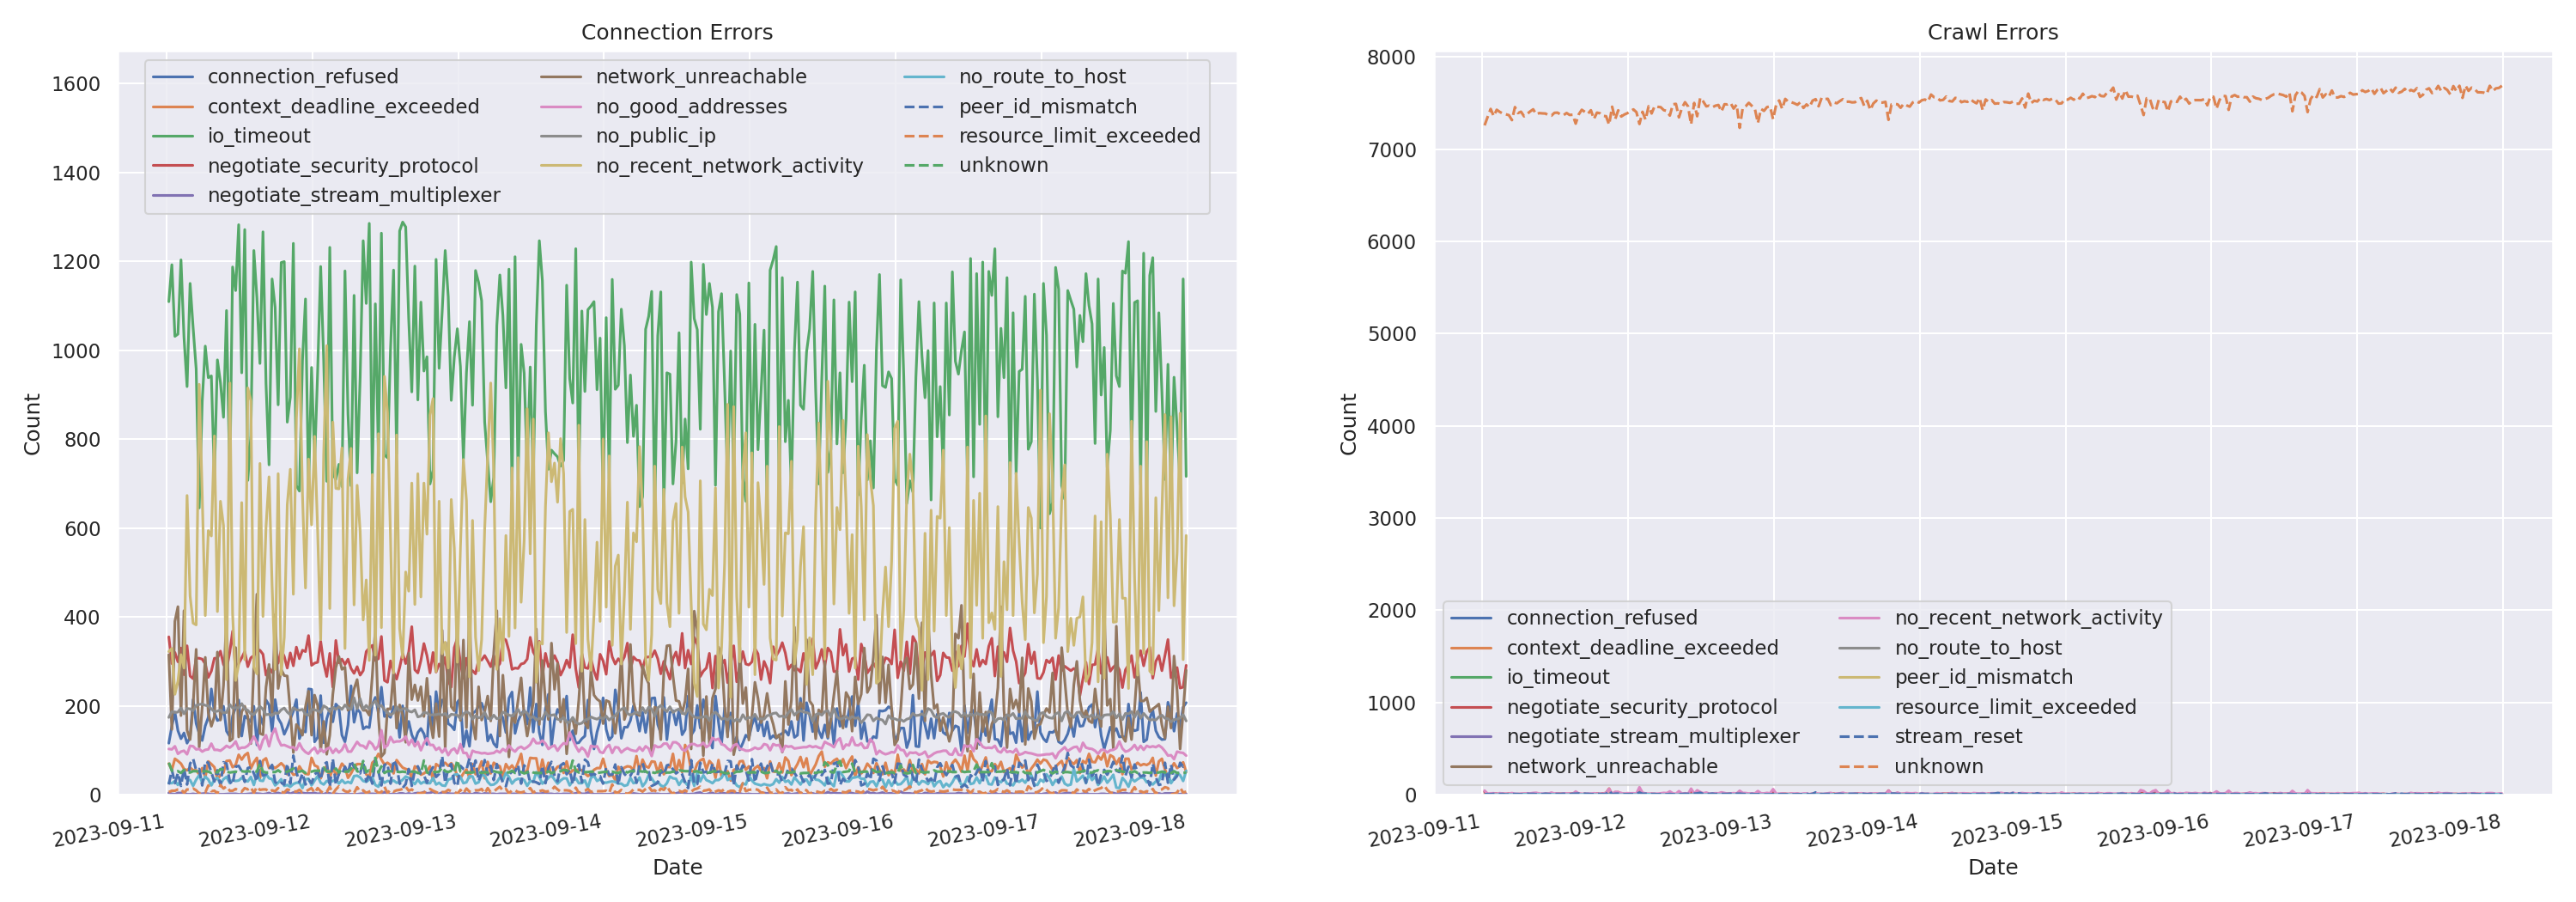 Connection Errors
1600
1400
1200
1000
800
600
400
200
0
Count
connection_refused
context_deadline_exceeded
io_timeout
negotiate_security_protocol
negotiate_stream_multiplexer
network_unreachable
no_good_addresses
no_public_ip
no_recent_network_activity
no_route_to_host
peer_id_mismatch
resource_limit_exceeded
unknown
2023-09-11
2023-09-12
2023-09-13
2023-09-14
2023-09-15
2023-09-16
2023-09-17
2023-09-18
Date
Crawl Errors
8000
7000
6000
5000
4000
3000
2000
1000
0
Count
connection_refused
context_deadline_exceeded
io_timeout
negotiate_security_protocol
negotiate_stream_multiplexer
network_unreachable
no_recent_network_activity
no_route_to_host
peer_id_mismatch
resource_limit_exceeded
stream_reset
unknown
2023-09-11
2023-09-12
2023-09-13
2023-09-14
2023-09-15
2023-09-16
2023-09-17
2023-09-18
Date